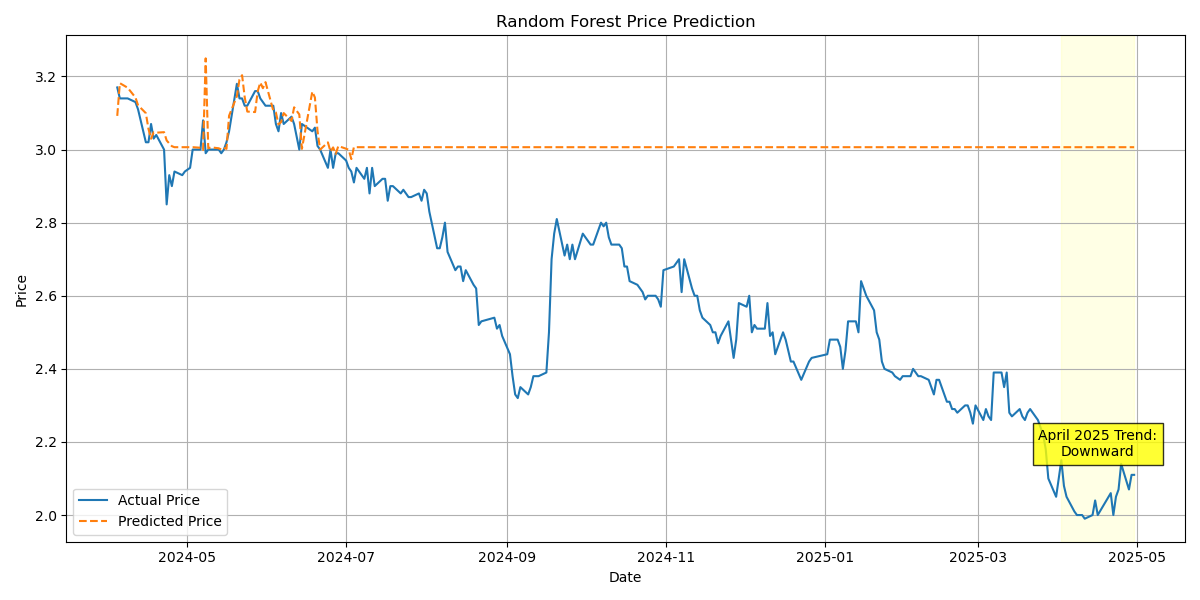 Random Forest Price Prediction
Price
3.2
3.0
2.8
2.6
2.4
2.2
2.0
April 2025 Trend:
Downward
Actual Price
Predicted Price
2024-05
2024-07
2024-09
2024-11
2025-01
2025-03
2025-05
Date